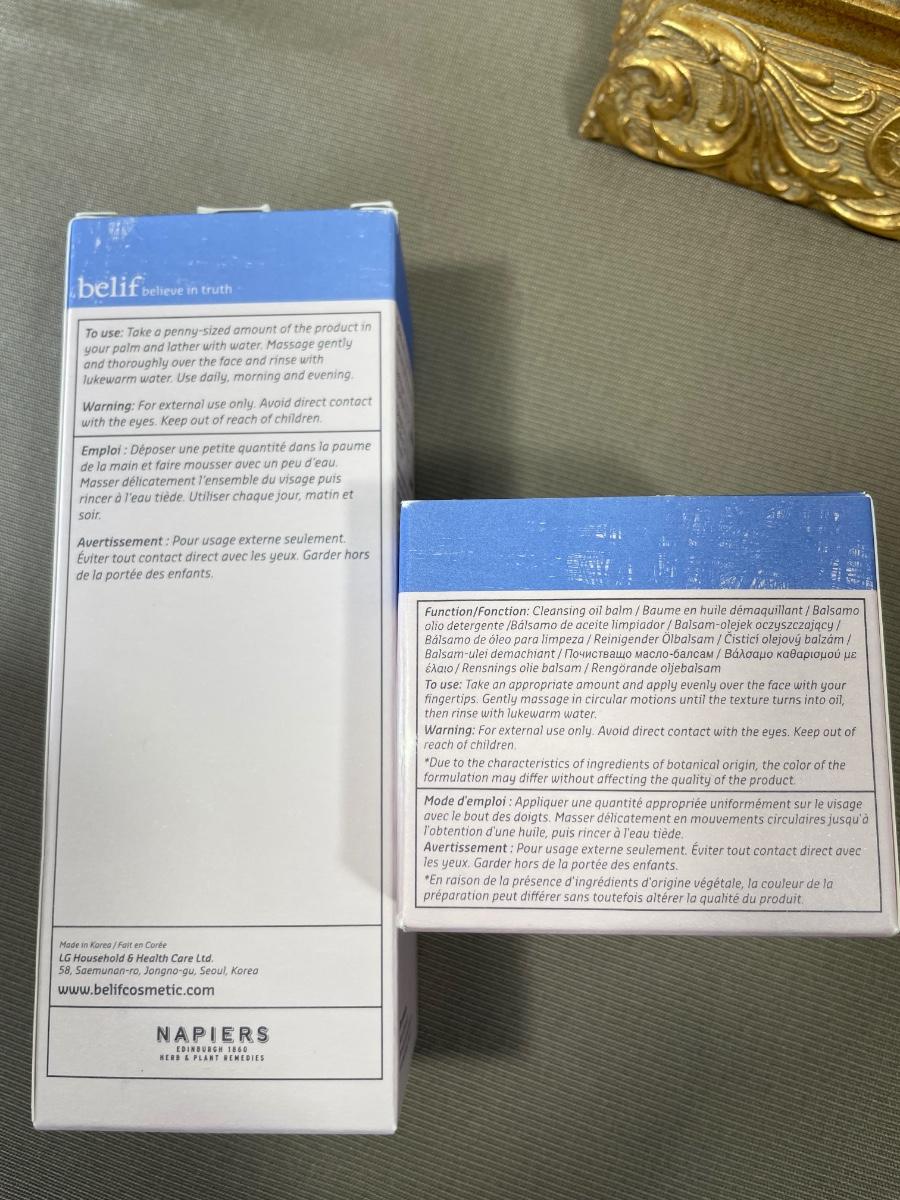 belif believe in truth
To use: Take a penny-sized amount of the product in
your palm and lather with water. Massage gently
and thoroughly over the face and rinse with
lukewarm water. Use daily, morning and evening.
Warning: For external use only. Avoid direct contact
with the eyes. Keep out of reach of children.
Emploi : Déposer une petite quantité dans la paume
de la main et faire mousser avec un peu d'eau.
Masser délicatement l'ensemble du visage puis
rincer à l'eau tiède. Utiliser chaque jour, matin et
soir.
Avertissement : Pour usage externe seulement.
Éviter tout contact direct avec les yeux. Garder hors
de la portée des enfants.
Made in Korea / Fait en Corée
LG Household & Health Care Ltd.
58, Saemunan-ro, Jongno-gu, Seoul, Korea
www.belifcosmetic.com
NAPIERS
EDINBURGH 1860
HERB & PLANT REMEDIES
Function/Fonction: Cleansing oil balm / Baume en huile démaquillant / Balsamo
olio detergente /Bálsamo de aceite limpiador / Balsam-olejek oczyszczający /
Bálsamo de óleo para limpeza / Reinigender Ölbalsam / Čisticí olejový balzám /
Balsam-ulei demachiant / Почистващо масло-балсам / Βάλσαμο καθαρισμού με
έλαιο / Rensnings olie balsam / Rengörande oljebalsam
To use: Take an appropriate amount and apply evenly over the face with your
fingertips. Gently massage in circular motions until the texture turns into oil,
then rinse with lukewarm water.
Warning: For external use only. Avoid direct contact with the eyes. Keep out of
reach of children.
*Due to the characteristics of ingredients of botanical origin, the color of the
formulation may differ without affecting the quality of the product.
Mode d'emploi : Appliquer une quantité appropriée uniformément sur le visage
avec le bout des doigts. Masser délicatement en mouvements circulaires jusqu'à
l'obtention d'une huile, puis rincer à l'eau tiède.
Avertissement : Pour usage externe seulement. Éviter tout contact direct avec
les yeux. Garder hors de la portée des enfants.
*En raison de la présence d'ingrédients d'origine végétale, la couleur de la
préparation peut différer sans toutefois altérer la qualité du produit.